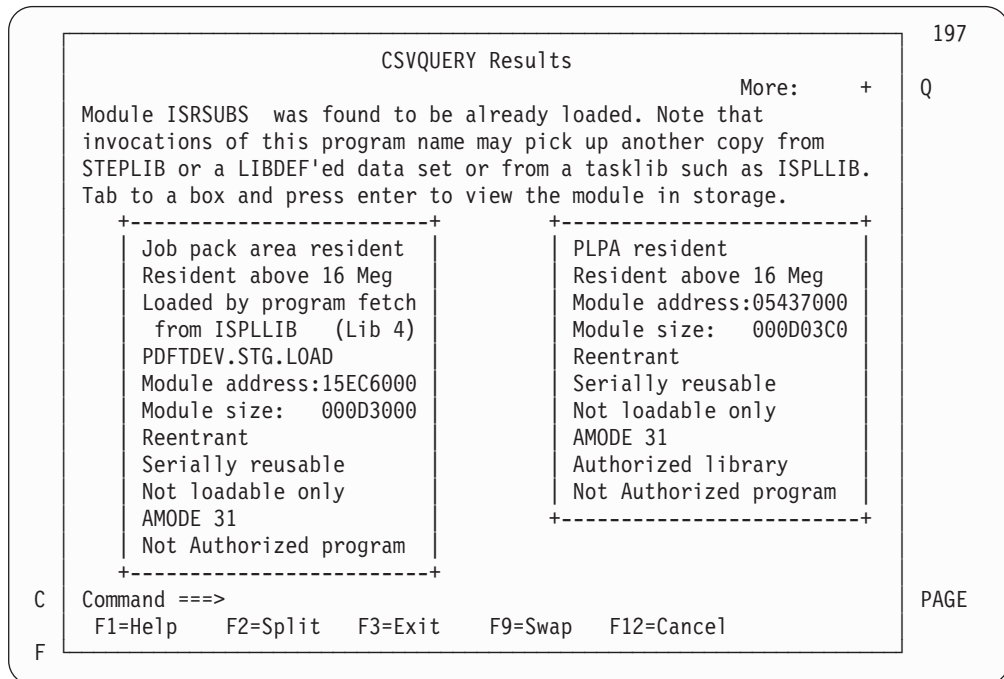 197
CSVQUERY Results
More: +
Q
Module ISRSUBS was found to be already loaded. Note that
invocations of this program name may pick up another copy from
STEPLIB or a LIBDEF'ed data set or from a tasklib such as ISPLLIB.
Tab to a box and press enter to view the module in storage.
+-------------------------+
| Job pack area resident |
| Resident above 16 Meg |
| Loaded by program fetch |
| from ISPLLIB (Lib 4) |
| PDFTDEV.STG.LOAD |
| Module address:15EC6000 |
| Module size: 000D3000 |
| Reentrant |
| Serially reusable |
| Not loadable only |
| AMODE 31 |
| Not Authorized program |
+-------------------------+
+-------------------------+
| PLPA resident |
| Resident above 16 Meg |
| Module address:05437000 |
| Module size: 000D03C0 |
| Reentrant |
| Serially reusable |
| Not loadable only |
| AMODE 31 |
| Authorized library |
| Not Authorized program |
+-------------------------+
C
Command ===>
PAGE
F1=Help F2=Split F3=Exit F9=Swap F12=Cancel
F